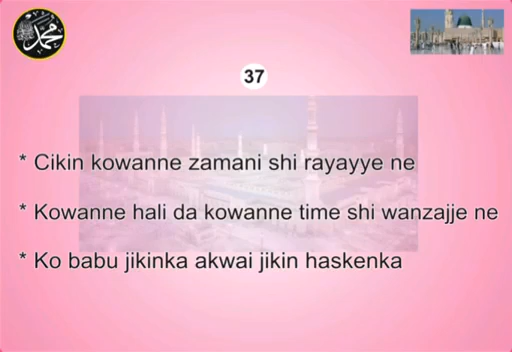 محمد
37
* Cikin kowanne zamani shi rayayye ne
* Kowanne hali da kowanne time shi wanzajje ne
* Ko babu jikinka akwai jikin haskenka